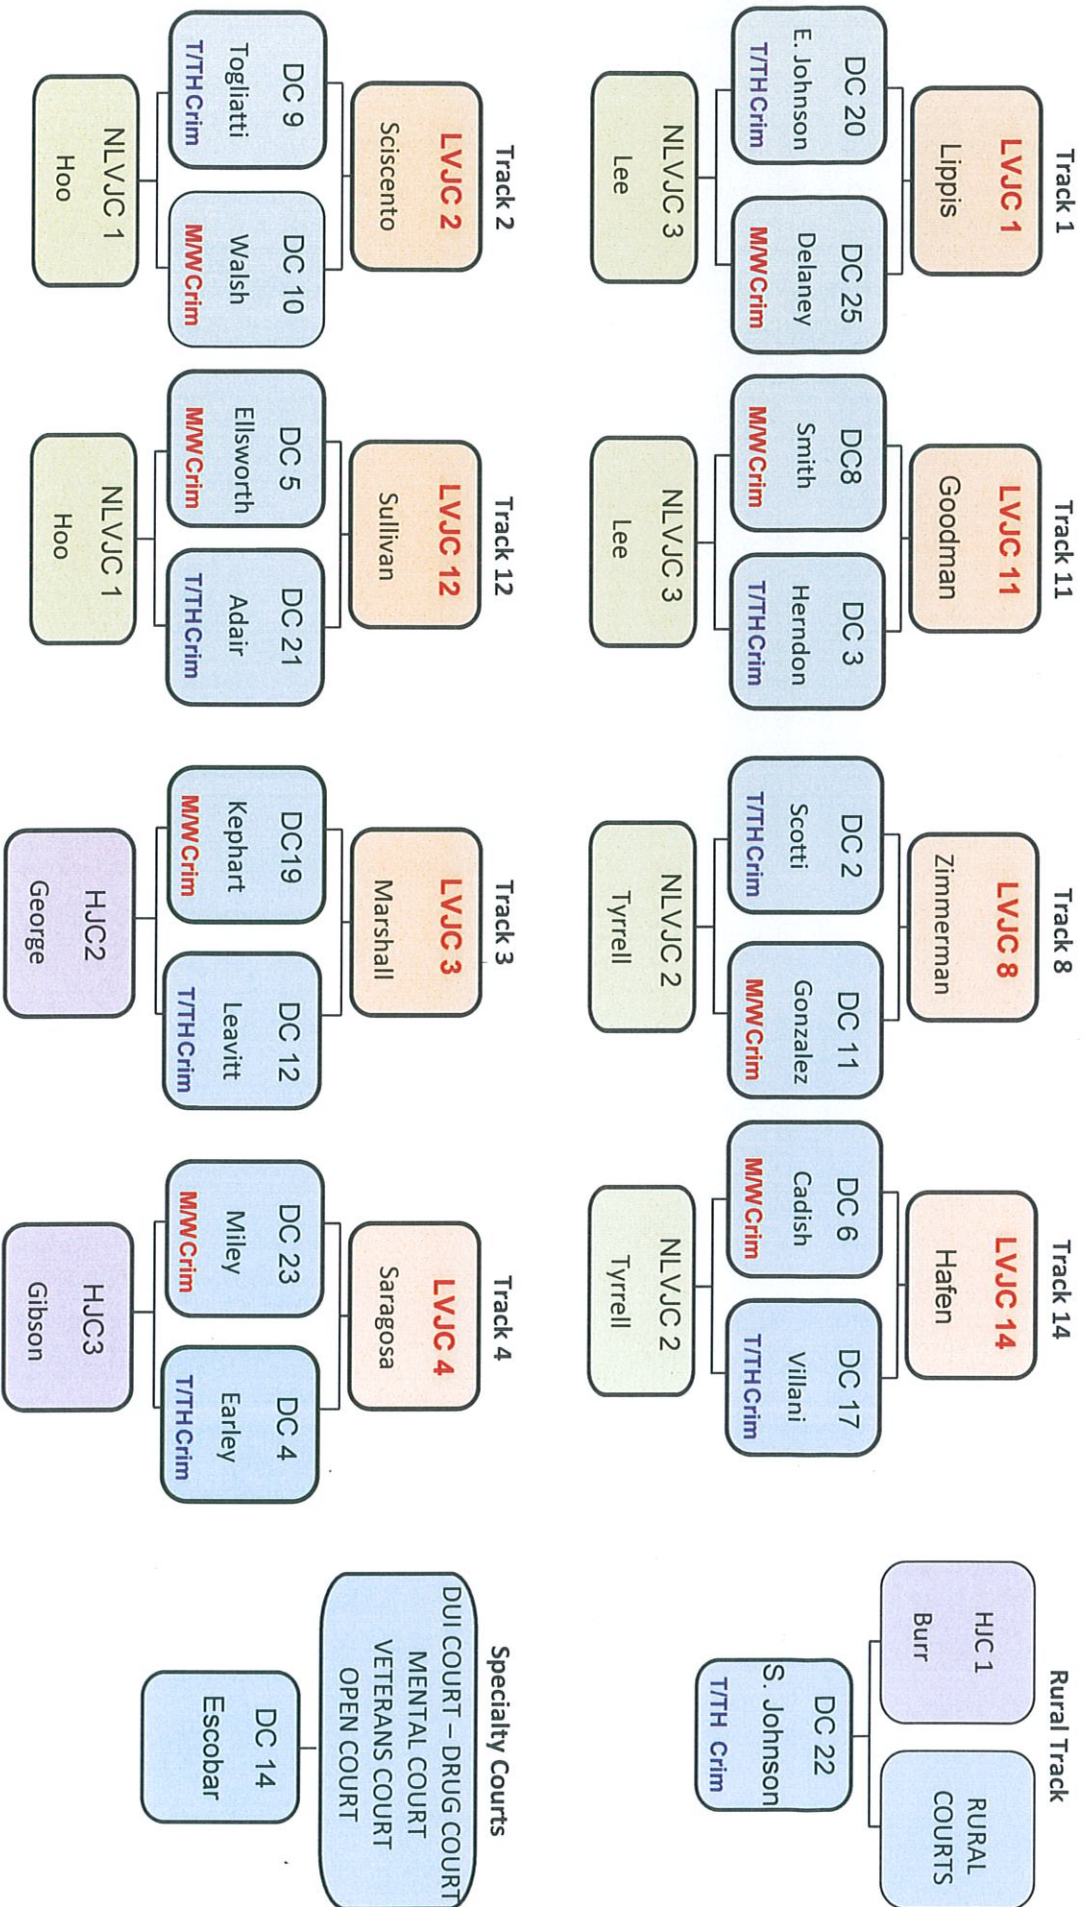 Track 1
LVJC 1
Lippis
DC 20
E. Johnson
T/TH Crim
DC 25
Delaney
M/W Crim
NLVJC 3
Lee
Track 11
LVJC 11
Goodman
DC8
Smith
M/W Crim
DC 3
Herndon
T/TH Crim
NLVJC 3
Lee
Track 8
LVJC 8
Zimmerman
DC 2
Scotti
T/TH Crim
DC 11
Gonzalez
M/W Crim
NLVJC 2
Tyrrell
Track 14
LVJC 14
Hafen
DC 6
Cadish
M/W Crim
DC 17
Villani
T/TH Crim
NLVJC 2
Tyrrell
Rural Track
HJC 1
Burr
RURAL
COURTS
DC 22
S. Johnson
T/TH Crim
Track 2
LVJC 2
Sciscento
DC 9
Togliatti
T/TH Crim
DC 10
Walsh
M/W Crim
NLVJC 1
Hoo
Track 12
LVJC 12
Sullivan
DC 5
Ellsworth
M/W Crim
DC 21
Adair
T/TH Crim
NLVJC 1
Hoo
Track 3
LVJC 3
Marshall
DC19
Kephart
M/W Crim
DC 12
Leavitt
T/TH Crim
HJC2
George
Track 4
LVJC 4
Saragosa
DC 23
Miley
M/W Crim
DC 4
Earley
T/TH Crim
HJC3
Gibson
Specialty Courts
DUI COURT – DRUG COURT
MENTAL COURT
VETERANS COURT
OPEN COURT
DC 14
Escobar